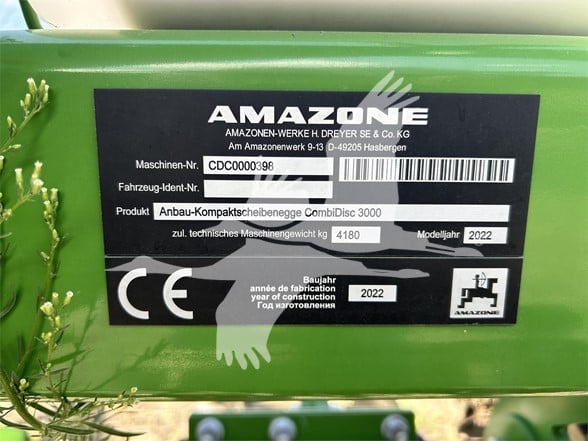 AMAZONE
AMAZONEN-WERKE H. DREYER SE & Co. KG
Am Amazonenwerk 9-13 D-49205 Hasbergen
Maschinen-Nr. CDC0000398
Fahrzeug-Ident-Nr.
Produkt Anbau-Kompaktscheibenegge CombiDisc 3000
zul. technisches Maschinengewicht kg 4180 Modelljahr 2022
Baujahr
année de fabrication
year of construction
Год изготовления
2022
CE
AMAZONE